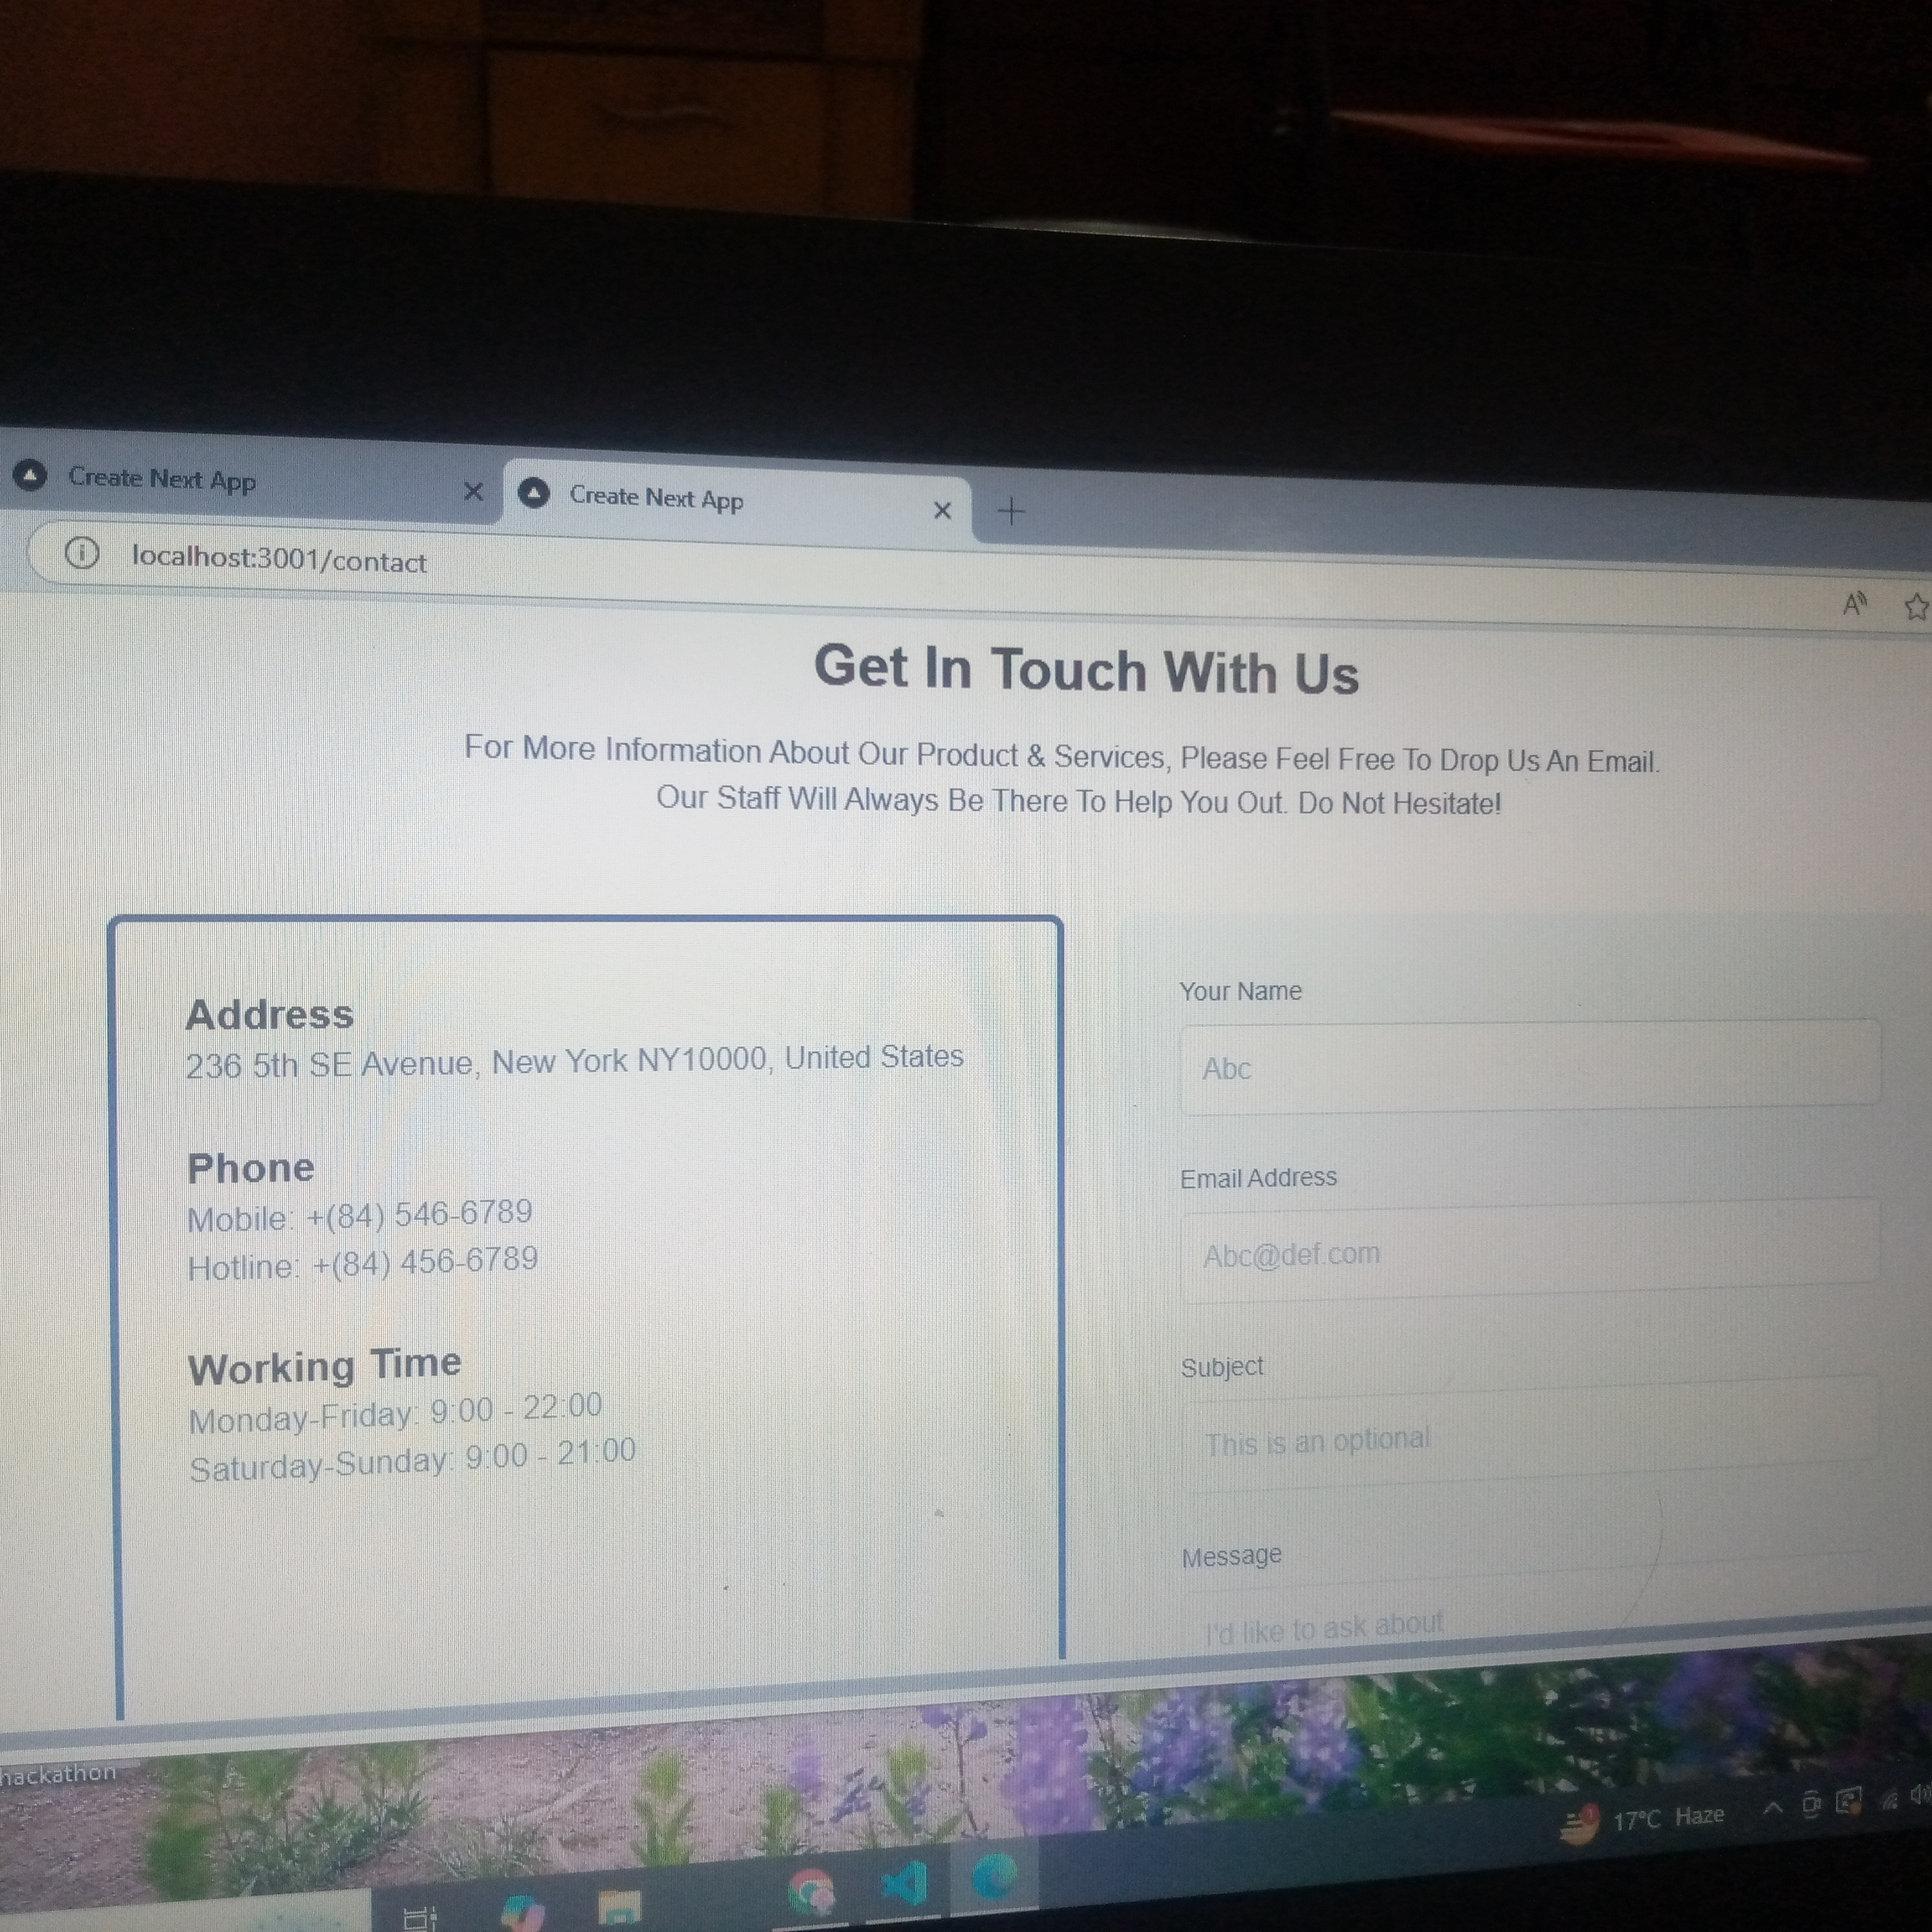 Create Next App
Create Next App
localhost:3001/contact
Get In Touch With Us
For More Information About Our Product & Services, Please Feel Free To Drop Us An Email.
Our Staff Will Always Be There To Help You Out. Do Not Hesitate!
Address
236 5th SE Avenue, New York NY10000, United States
Phone
Mobile: +(84) 546-6789
Hotline: +(84) 456-6789
Working Time
Monday-Friday: 9:00 - 22:00
Saturday-Sunday: 9:00 - 21:00
Your Name
Abc
Email Address
Abc@def.com
Subject
This is an optional
Message
I'd like to ask about
hackathon
17°C Haze